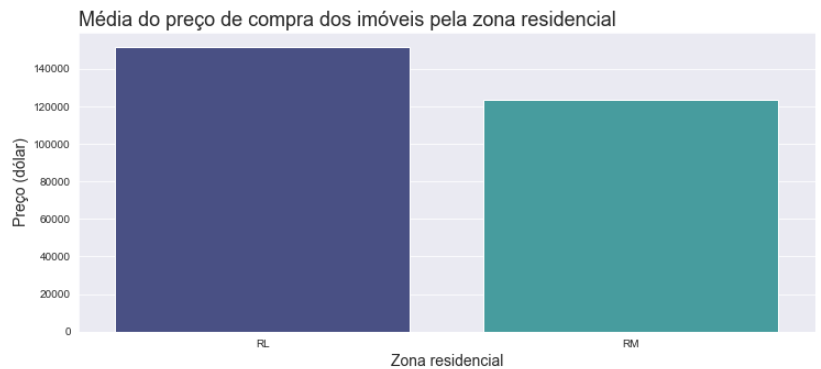 Média do preço de compra dos imóveis pela zona residencial
140000
120000
100000
80000
60000
40000
20000
0
Preço (dólar)
RL
RM
Zona residencial